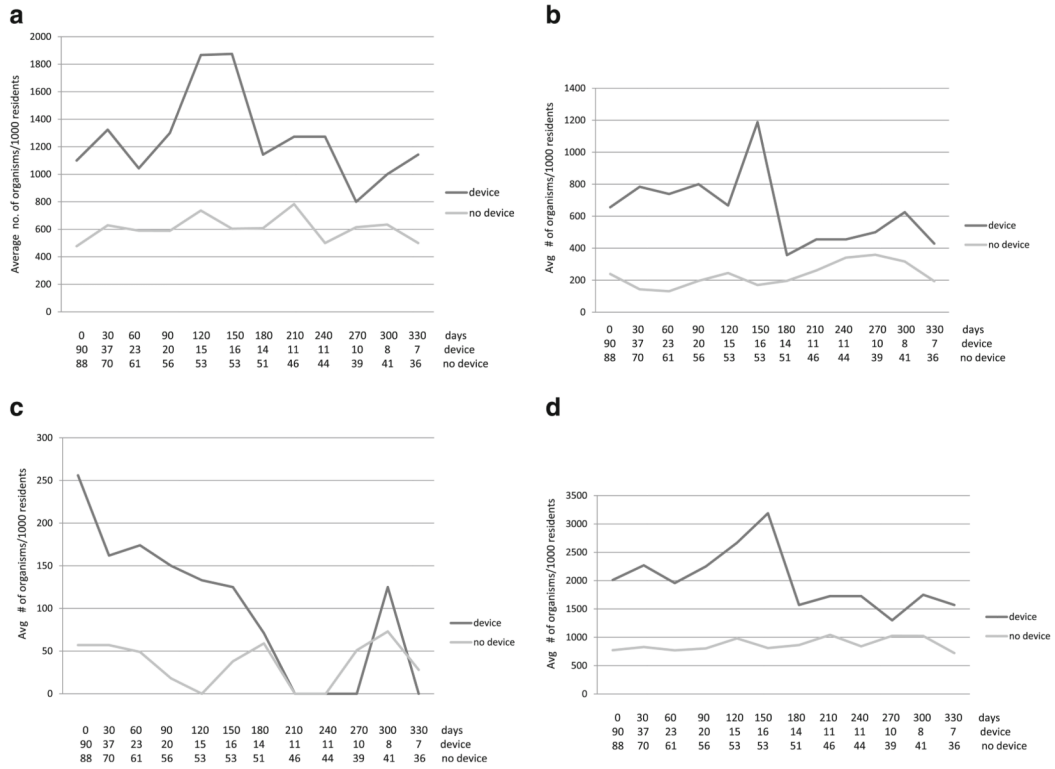 a
Average no. of organisms/1000 residents
2000
1800
1600
1400
1200
1000
800
600
400
200
0
device
no device
0 30 60 90 120 150 180 210 240 270 300 330 days
90 37 23 20 15 16 14 11 11 10 8 7 device
88 70 61 56 53 53 51 46 44 39 41 36 no device
b
Avg # of organisms/1000 residents
1400
1200
1000
800
600
400
200
0
device
no device
0 30 60 90 120 150 180 210 240 270 300 330 days
90 37 23 20 15 16 14 11 11 10 8 7 device
88 70 61 56 53 53 51 46 44 39 41 36 no device
c
Avg # of organisms/1000 residents
300
250
200
150
100
50
0
device
no device
0 30 60 90 120 150 180 210 240 270 300 330 days
90 37 23 20 15 16 14 11 11 10 8 7 device
88 70 61 56 53 53 51 46 44 39 41 36 no device
d
Avg # of organisms/1000 residents
3500
3000
2500
2000
1500
1000
500
0
device
no device
0 30 60 90 120 150 180 210 240 270 300 330 days
90 37 23 20 15 16 14 11 11 10 8 7 device
88 70 61 56 53 53 51 46 44 39 41 36 no device